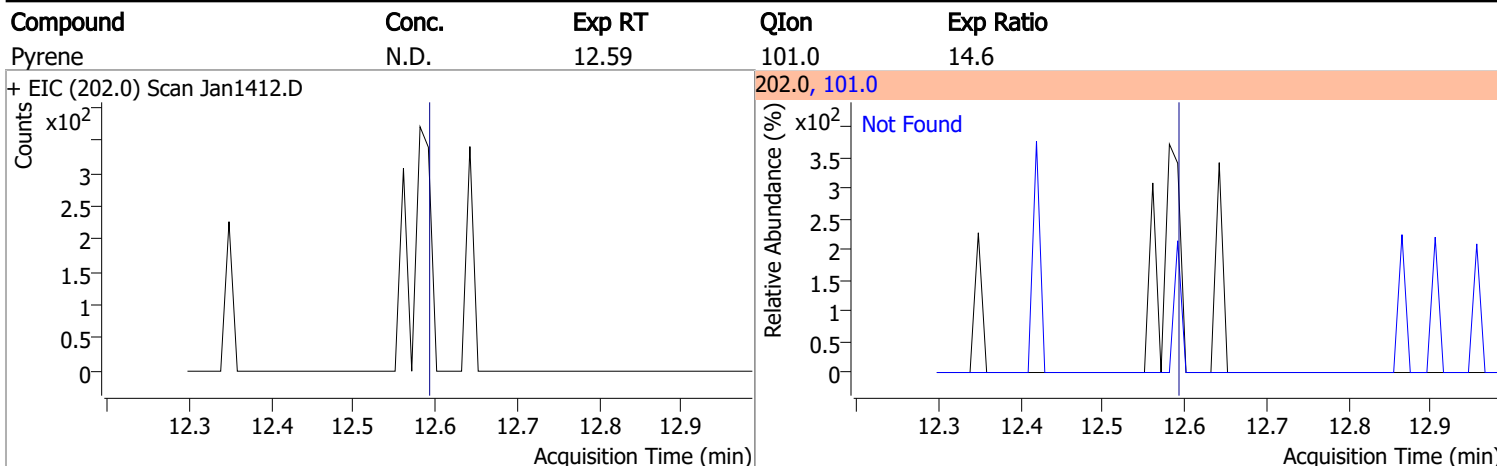 Compound Conc. Exp RT QIon Exp Ratio
Pyrene N.D. 12.59 101.0 14.6
+ EIC (202.0) Scan Jan1412.D
Counts
x10²
3
2.5
2
1.5
1
0.5
0
12.3 12.4 12.5 12.6 12.7 12.8 12.9
Acquisition Time (min)
202.0, 101.0
Relative Abundance (%)
x10²
Not Found
3.5
3
2.5
2
1.5
1
0.5
0
12.3 12.4 12.5 12.6 12.7 12.8 12.9
Acquisition Time (min)